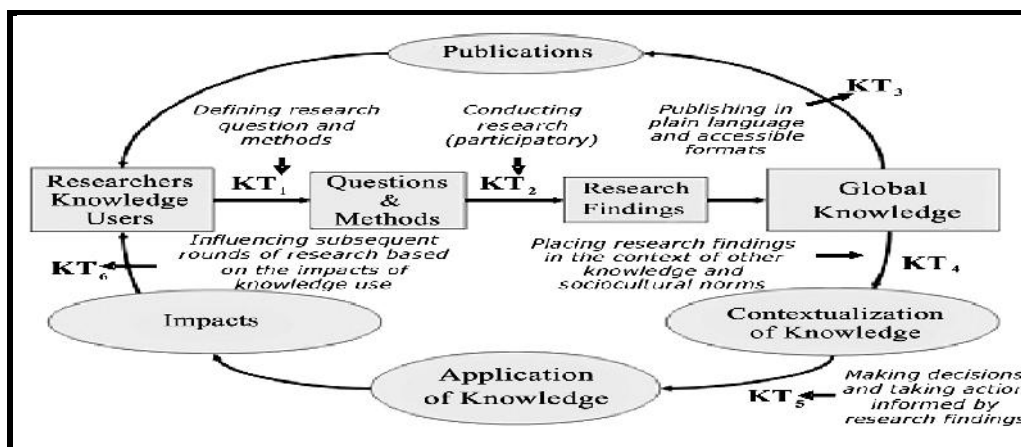 Publications
KT3
Defining research
question and
methods
Conducting
research
(participatory)
Publishing in
plain language
and accessible
formats
Researchers
Knowledge
Users
KT1
Questions
&
Methods
KT2
Research
Findings
Global
Knowledge
Influencing subsequent
rounds of research based
on the impacts of
knowledge use
KT6
Placing research findings
in the context of other
knowledge and
sociocultural norms
KT4
Impacts
Contextualization
of Knowledge
Application
of Knowledge
KT5
Making decisions
and taking action
informed by
research findings